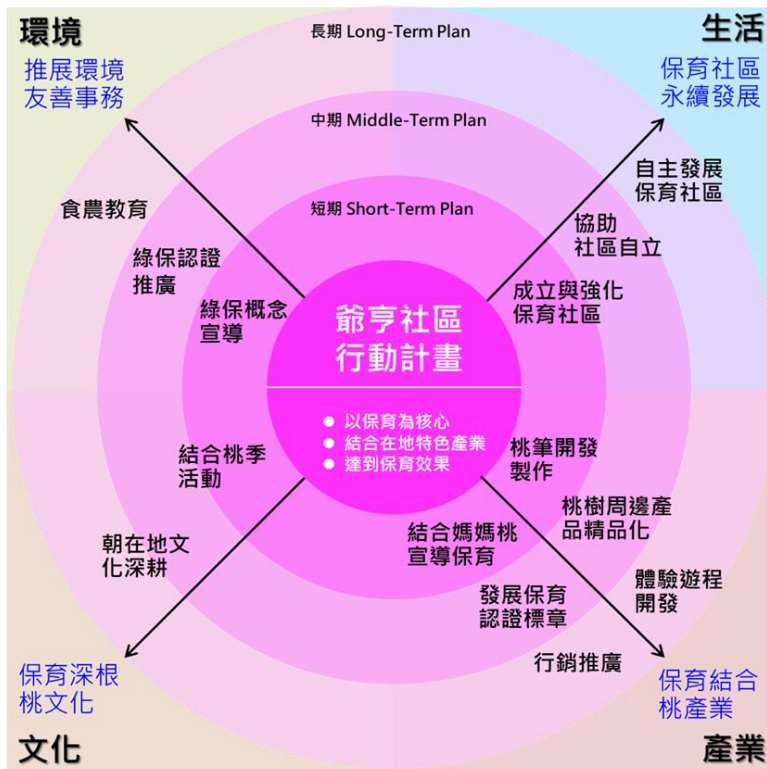 環境
推展環境
友善事務
長期 Long-Term Plan
生活
保育社區
永續發展
中期 Middle-Term Plan
短期 Short-Term Plan
食農教育
綠保認證
推廣
綠保概念
宣導
自主發展
保育社區
協助
社區自立
成立與強化
保育社區
爺亨社區
行動計畫
● 以保育為核心
● 結合在地特色產業
● 達到保育效果
結合桃季
活動
朝在地文
化深耕
保育深根
桃文化
文化
桃筆開發
製作
桃樹周邊產
品精品化
體驗遊程
開發
結合媽媽桃
宣導保育
發展保育
認證標章
行銷推廣
保育結合
桃產業
產業